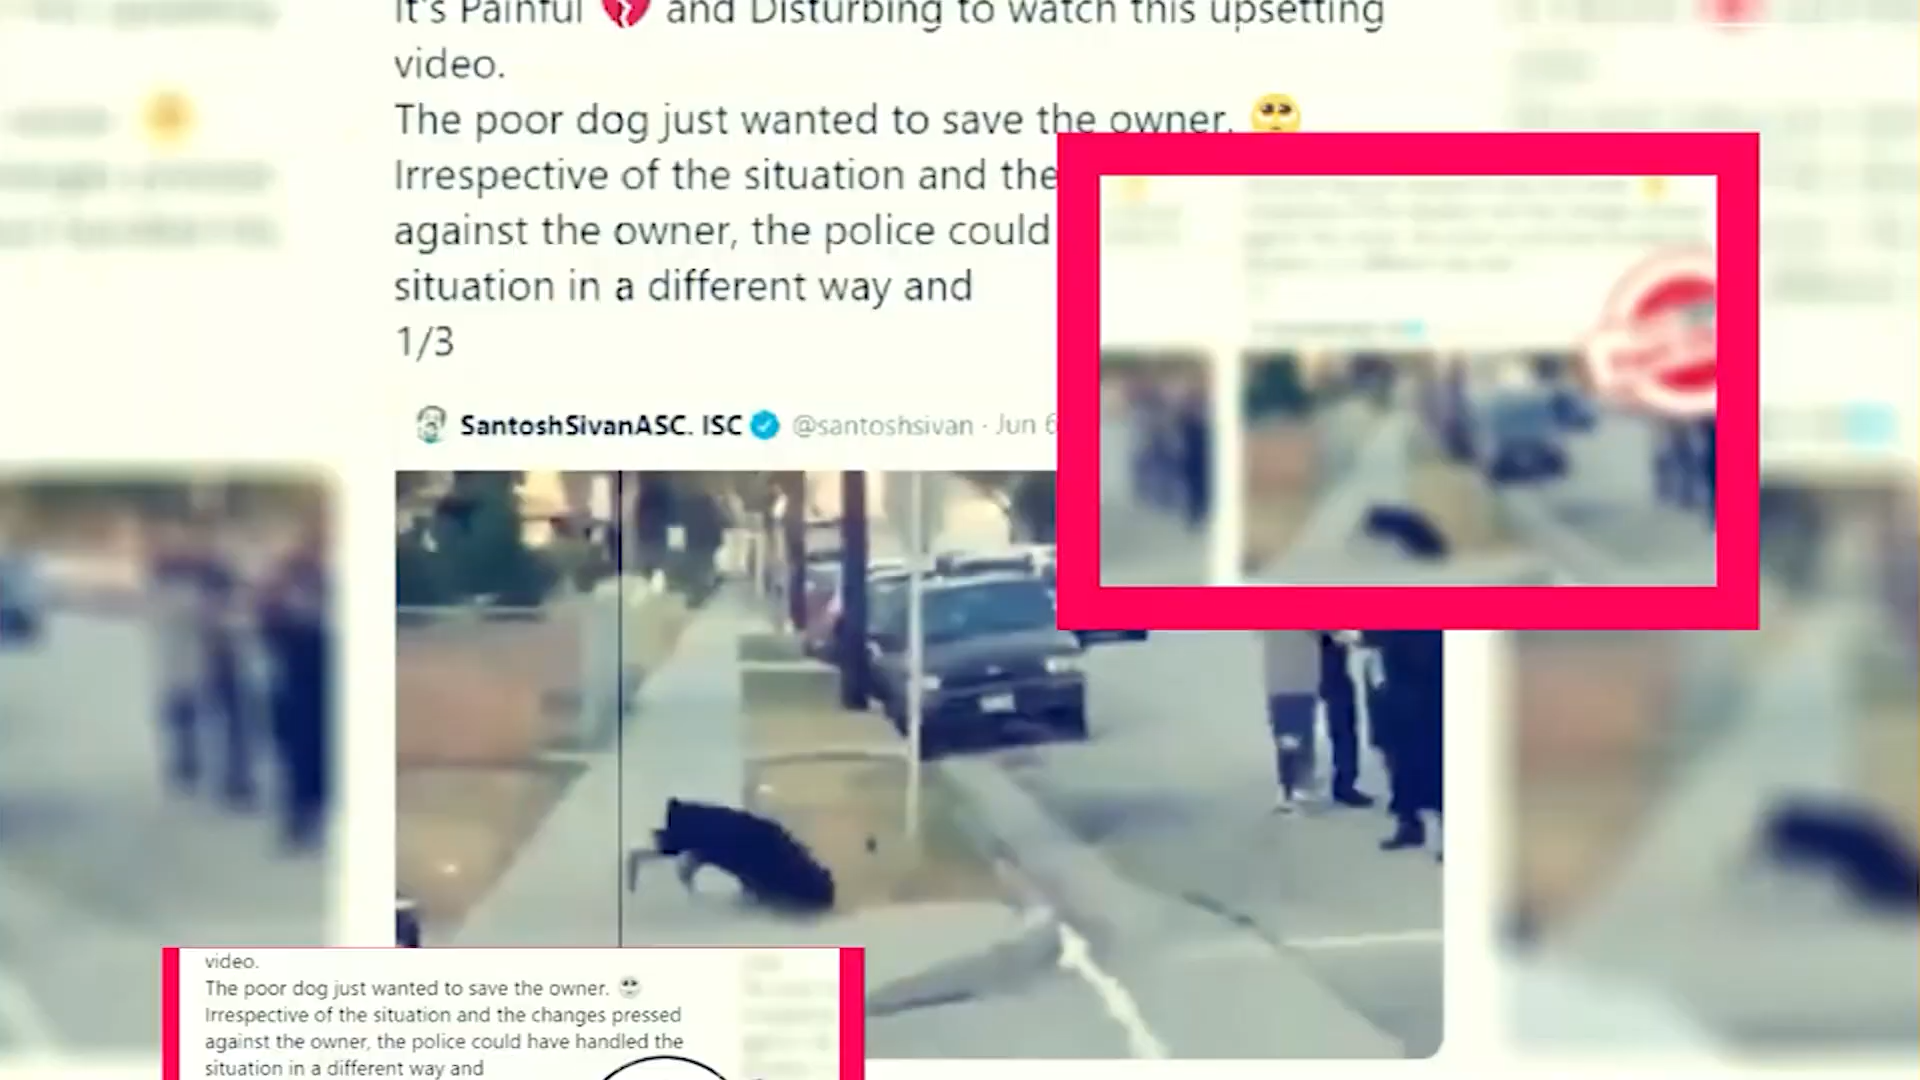 It's Painful 💔 and Disturbing to watch this upsetting
video.
The poor dog just wanted to save the owner. 🥺
Irrespective of the situation and the
against the owner, the police could
situation in a different way and
1/3
SantoshSivanASC. ISC @santoshsivan · Jun 6
video.
The poor dog just wanted to save the owner. 🥺
Irrespective of the situation and the changes pressed
against the owner, the police could have handled the
situation in a different way and